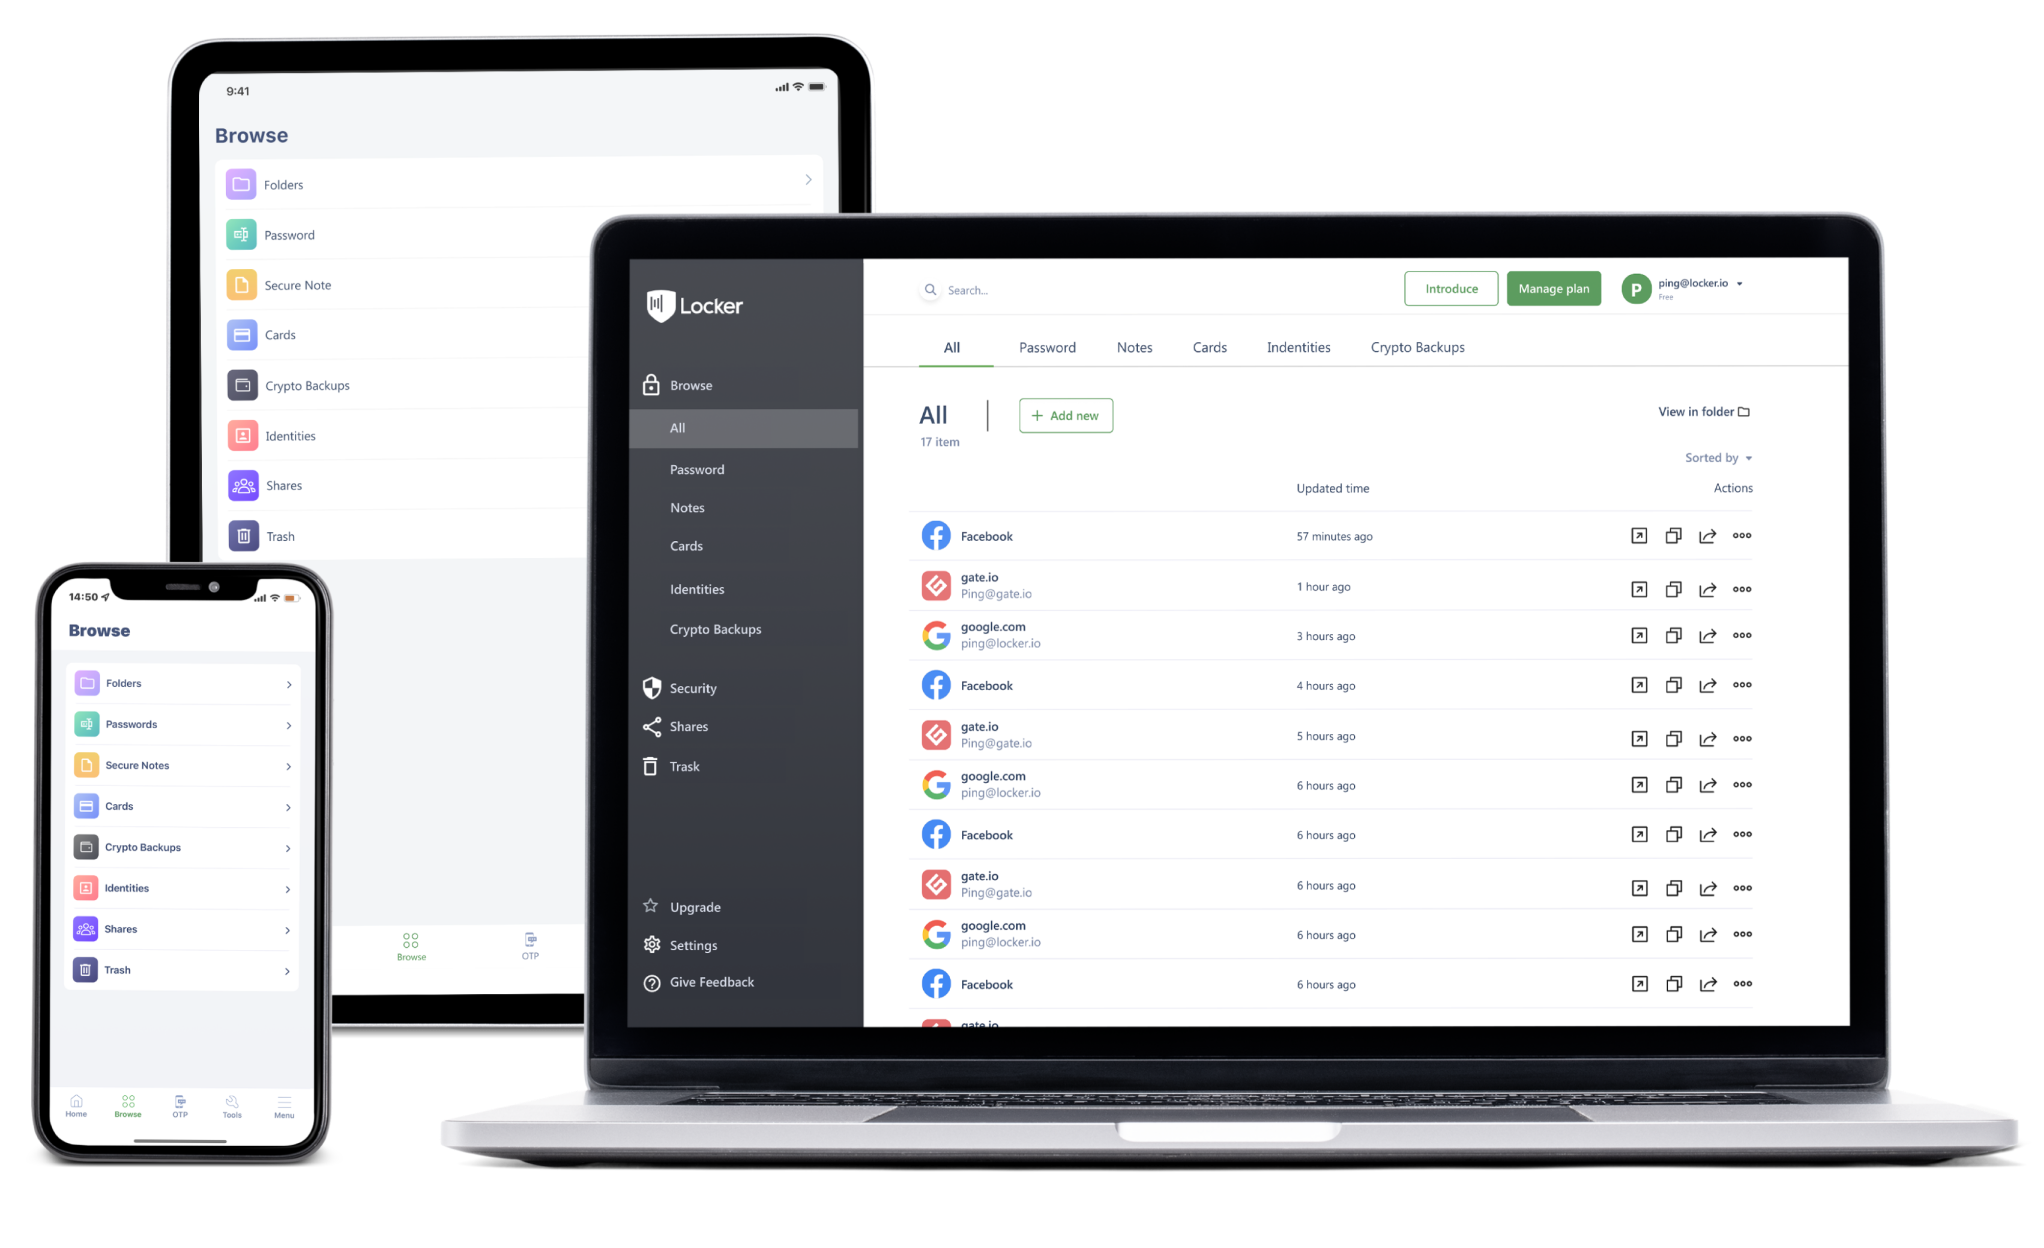 9:41
Browse
Folders
Password
Secure Note
Cards
Crypto Backups
Identities
Shares
Trash
Browse
OTP
14:50
Browse
Folders
Passwords
Secure Notes
Cards
Crypto Backups
Identities
Shares
Trash
Home
Browse
OTP
Tools
Menu
Locker
Browse
All
Password
Notes
Cards
Identities
Crypto Backups
Security
Shares
Trask
Upgrade
Settings
Give Feedback
Search...
Introduce
Manage plan
P
ping@locker.io
Free
All Password Notes Cards Indentities Crypto Backups
All
+ Add new
View in folder
17 item
Sorted by
Updated time Actions
Facebook 57 minutes ago
gate.io
Ping@gate.io
1 hour ago
google.com
ping@locker.io
3 hours ago
Facebook 4 hours ago
gate.io
Ping@gate.io
5 hours ago
google.com
ping@locker.io
6 hours ago
Facebook 6 hours ago
gate.io
Ping@gate.io
6 hours ago
google.com
ping@locker.io
6 hours ago
Facebook 6 hours ago
gate.io